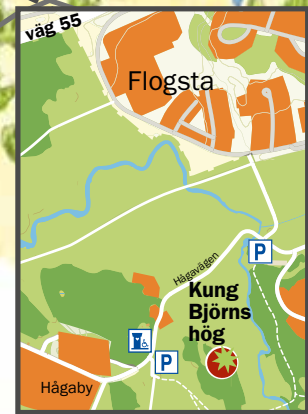 väg 55
Flogsta
P
Hågavägen
Kung
Björns
hög
P
Hågaby